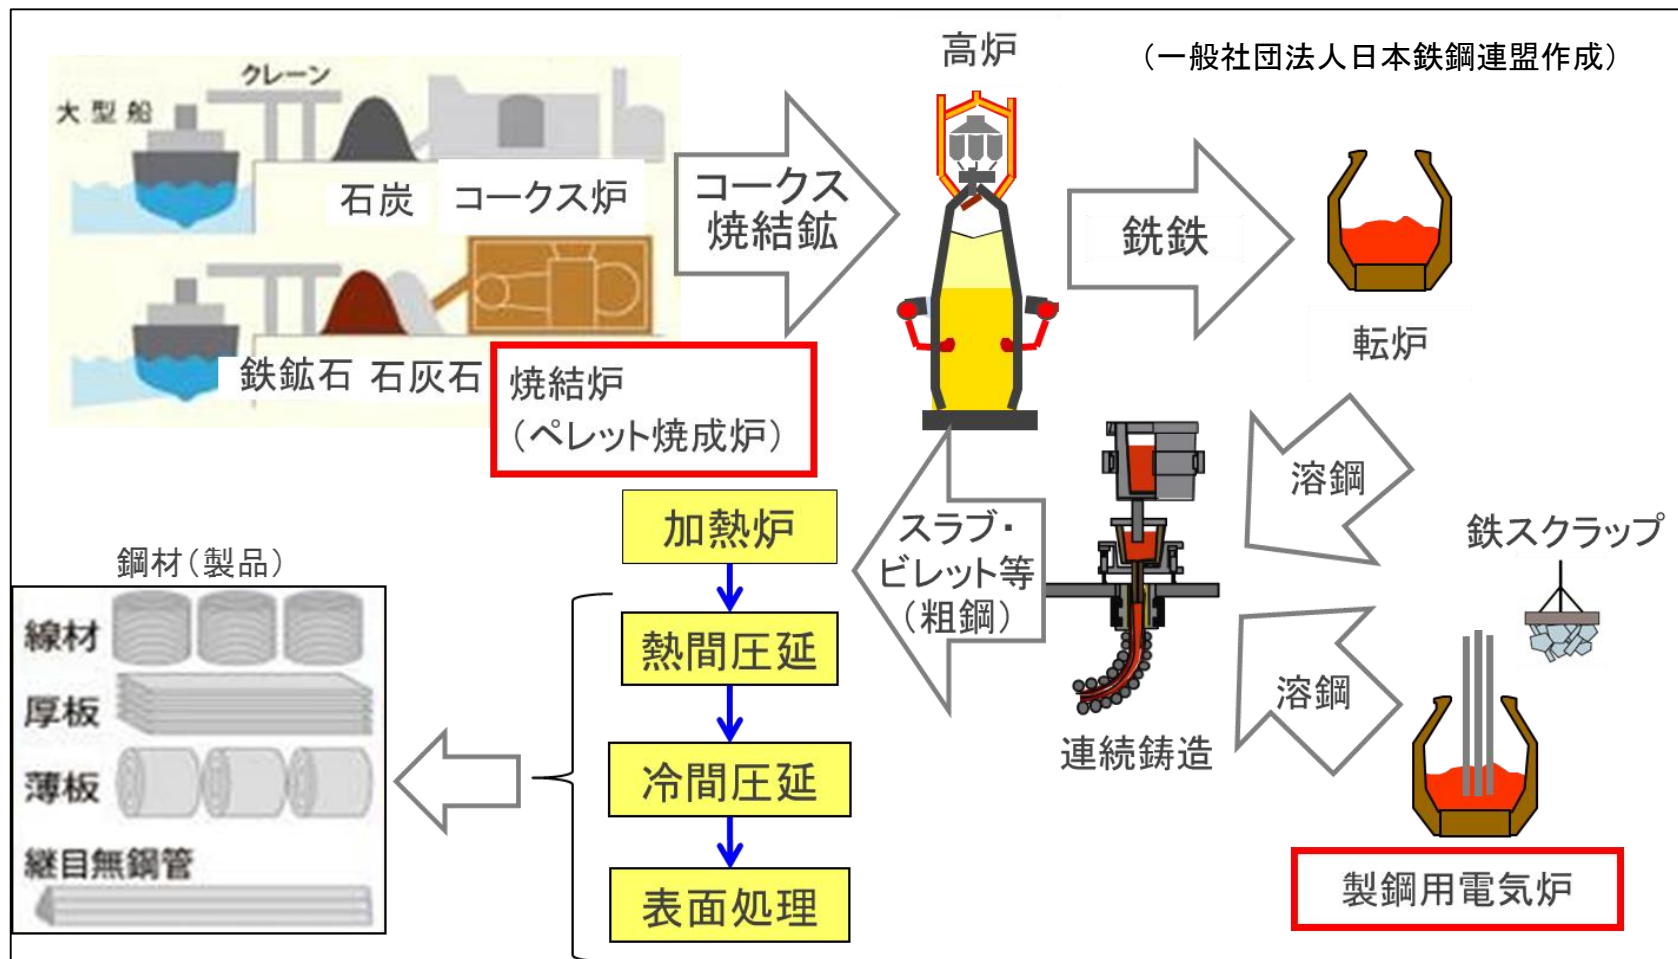 高炉
（一般社団法人日本鉄鋼連盟作成）
クレーン
大型船
石炭
コークス炉
コークス
焼結鉱
銑鉄
転炉
鉄鉱石
石灰石
焼結炉
（ペレット焼成炉）
溶鋼
鉄スクラップ
溶鋼
製鋼用電気炉
連続鋳造
スラブ・
ビレット等
（粗鋼）
加熱炉
熱間圧延
冷間圧延
表面処理
鋼材（製品）
線材
厚板
薄板
継目無鋼管